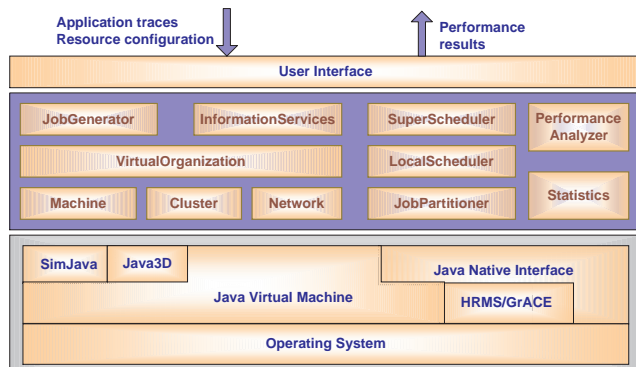 Application traces
Resource configuration
Performance
results
User Interface
JobGenerator
InformationServices
SuperScheduler
Performance
Analyzer
VirtualOrganization
LocalScheduler
Machine
Cluster
Network
JobPartitioner
Statistics
SimJava
Java3D
Java Native Interface
Java Virtual Machine
HRMS/GrACE
Operating System